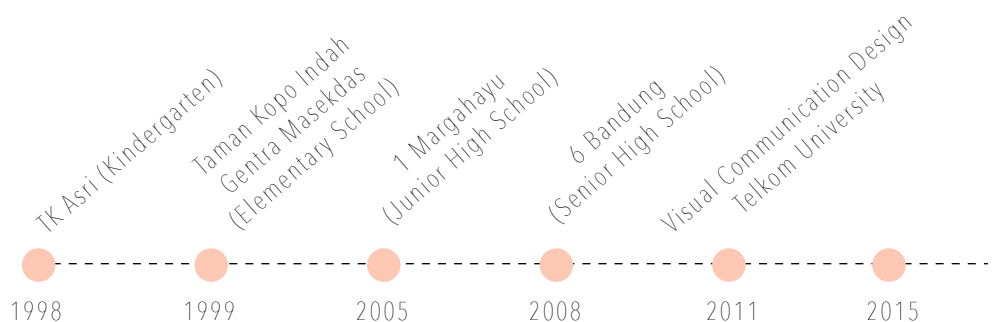 TK Asri (Kindergarten)
Taman Kopo Indah
Gentra Masekdas
(Elementary School)
1 Margahayu
(Junior High School)
6 Bandung
(Senior High School)
Visual Communication Design
Telkom University
1998
1999
2005
2008
2011
2015